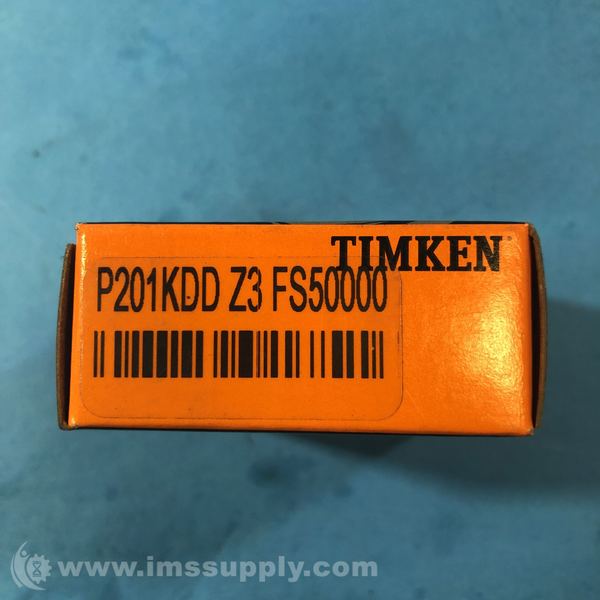 TIMKEN
P201KDD Z3 FS50000
www.imssupply.com